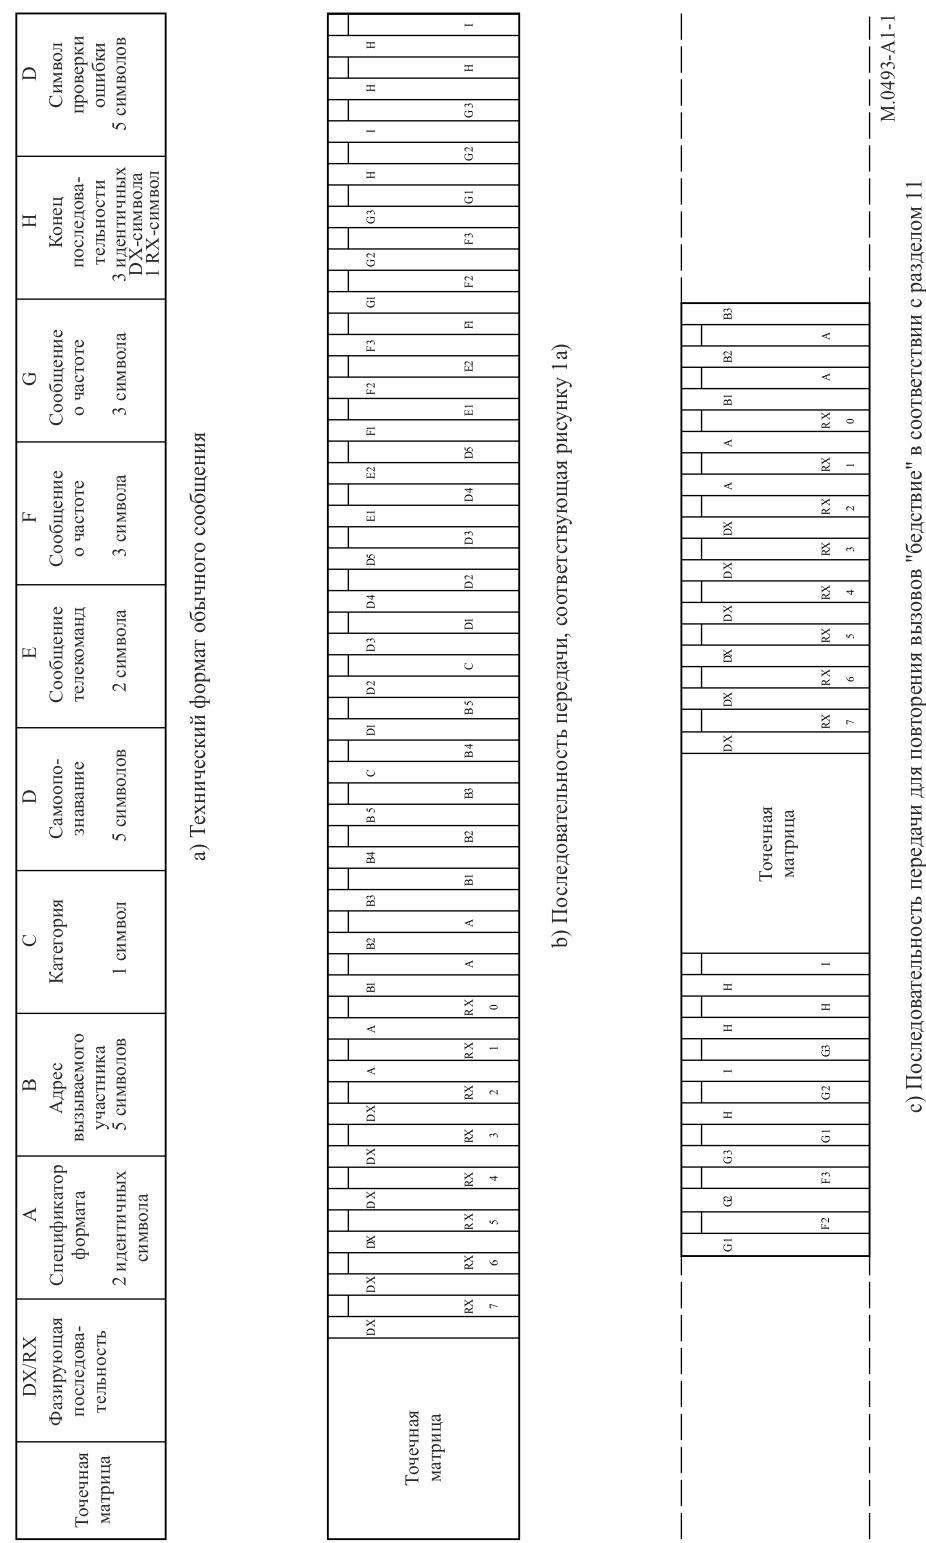 Точечная
матрица
DX/RX
Фазирующая
последова-
тельность
A
Спецификатор
формата
2 идентичных
символа
B
Адрес
вызываемого
участника
5 символов
C
Категория
1 символ
D
Самоопо-
знавание
5 символов
E
Сообщение
телекоманд
2 символа
F
Сообщение
о частоте
3 символа
G
Сообщение
о частоте
3 символа
H
Конец
последова-
тельности
3 идентичных
DX-символа
1 RX-символ
D
Символ
проверки
ошибки
5 символов
a) Технический формат обычного сообщения
Точечная
матрица
DX DX DX DX DX DX A A B1 B2 B3 B4 B5 C D1 D2 D3 D4 D5 E1 E2 F1 F2 F3 G1 G2 G3 H I H H
RX RX RX RX RX RX RX RX A A B1 B2 B3 B4 B5 C D1 D2 D3 D4 D5 E1 E2 F1 F2 F3 G1 G2 G3 H I
7 6 5 4 3 2 1 0
b) Последовательность передачи, соответствующая рисунку 1a)
G1 G2 G3 H I H H
F2 F3 G1 G2 G3 H I
Точечная
матрица
DX DX DX DX DX DX A A B1 B2 B3
RX RX RX RX RX RX RX RX A A
7 6 5 4 3 2 1 0
M.0493-A1-1
c) Последовательность передачи для повторения вызовов "бедствие" в соответствии с разделом 11